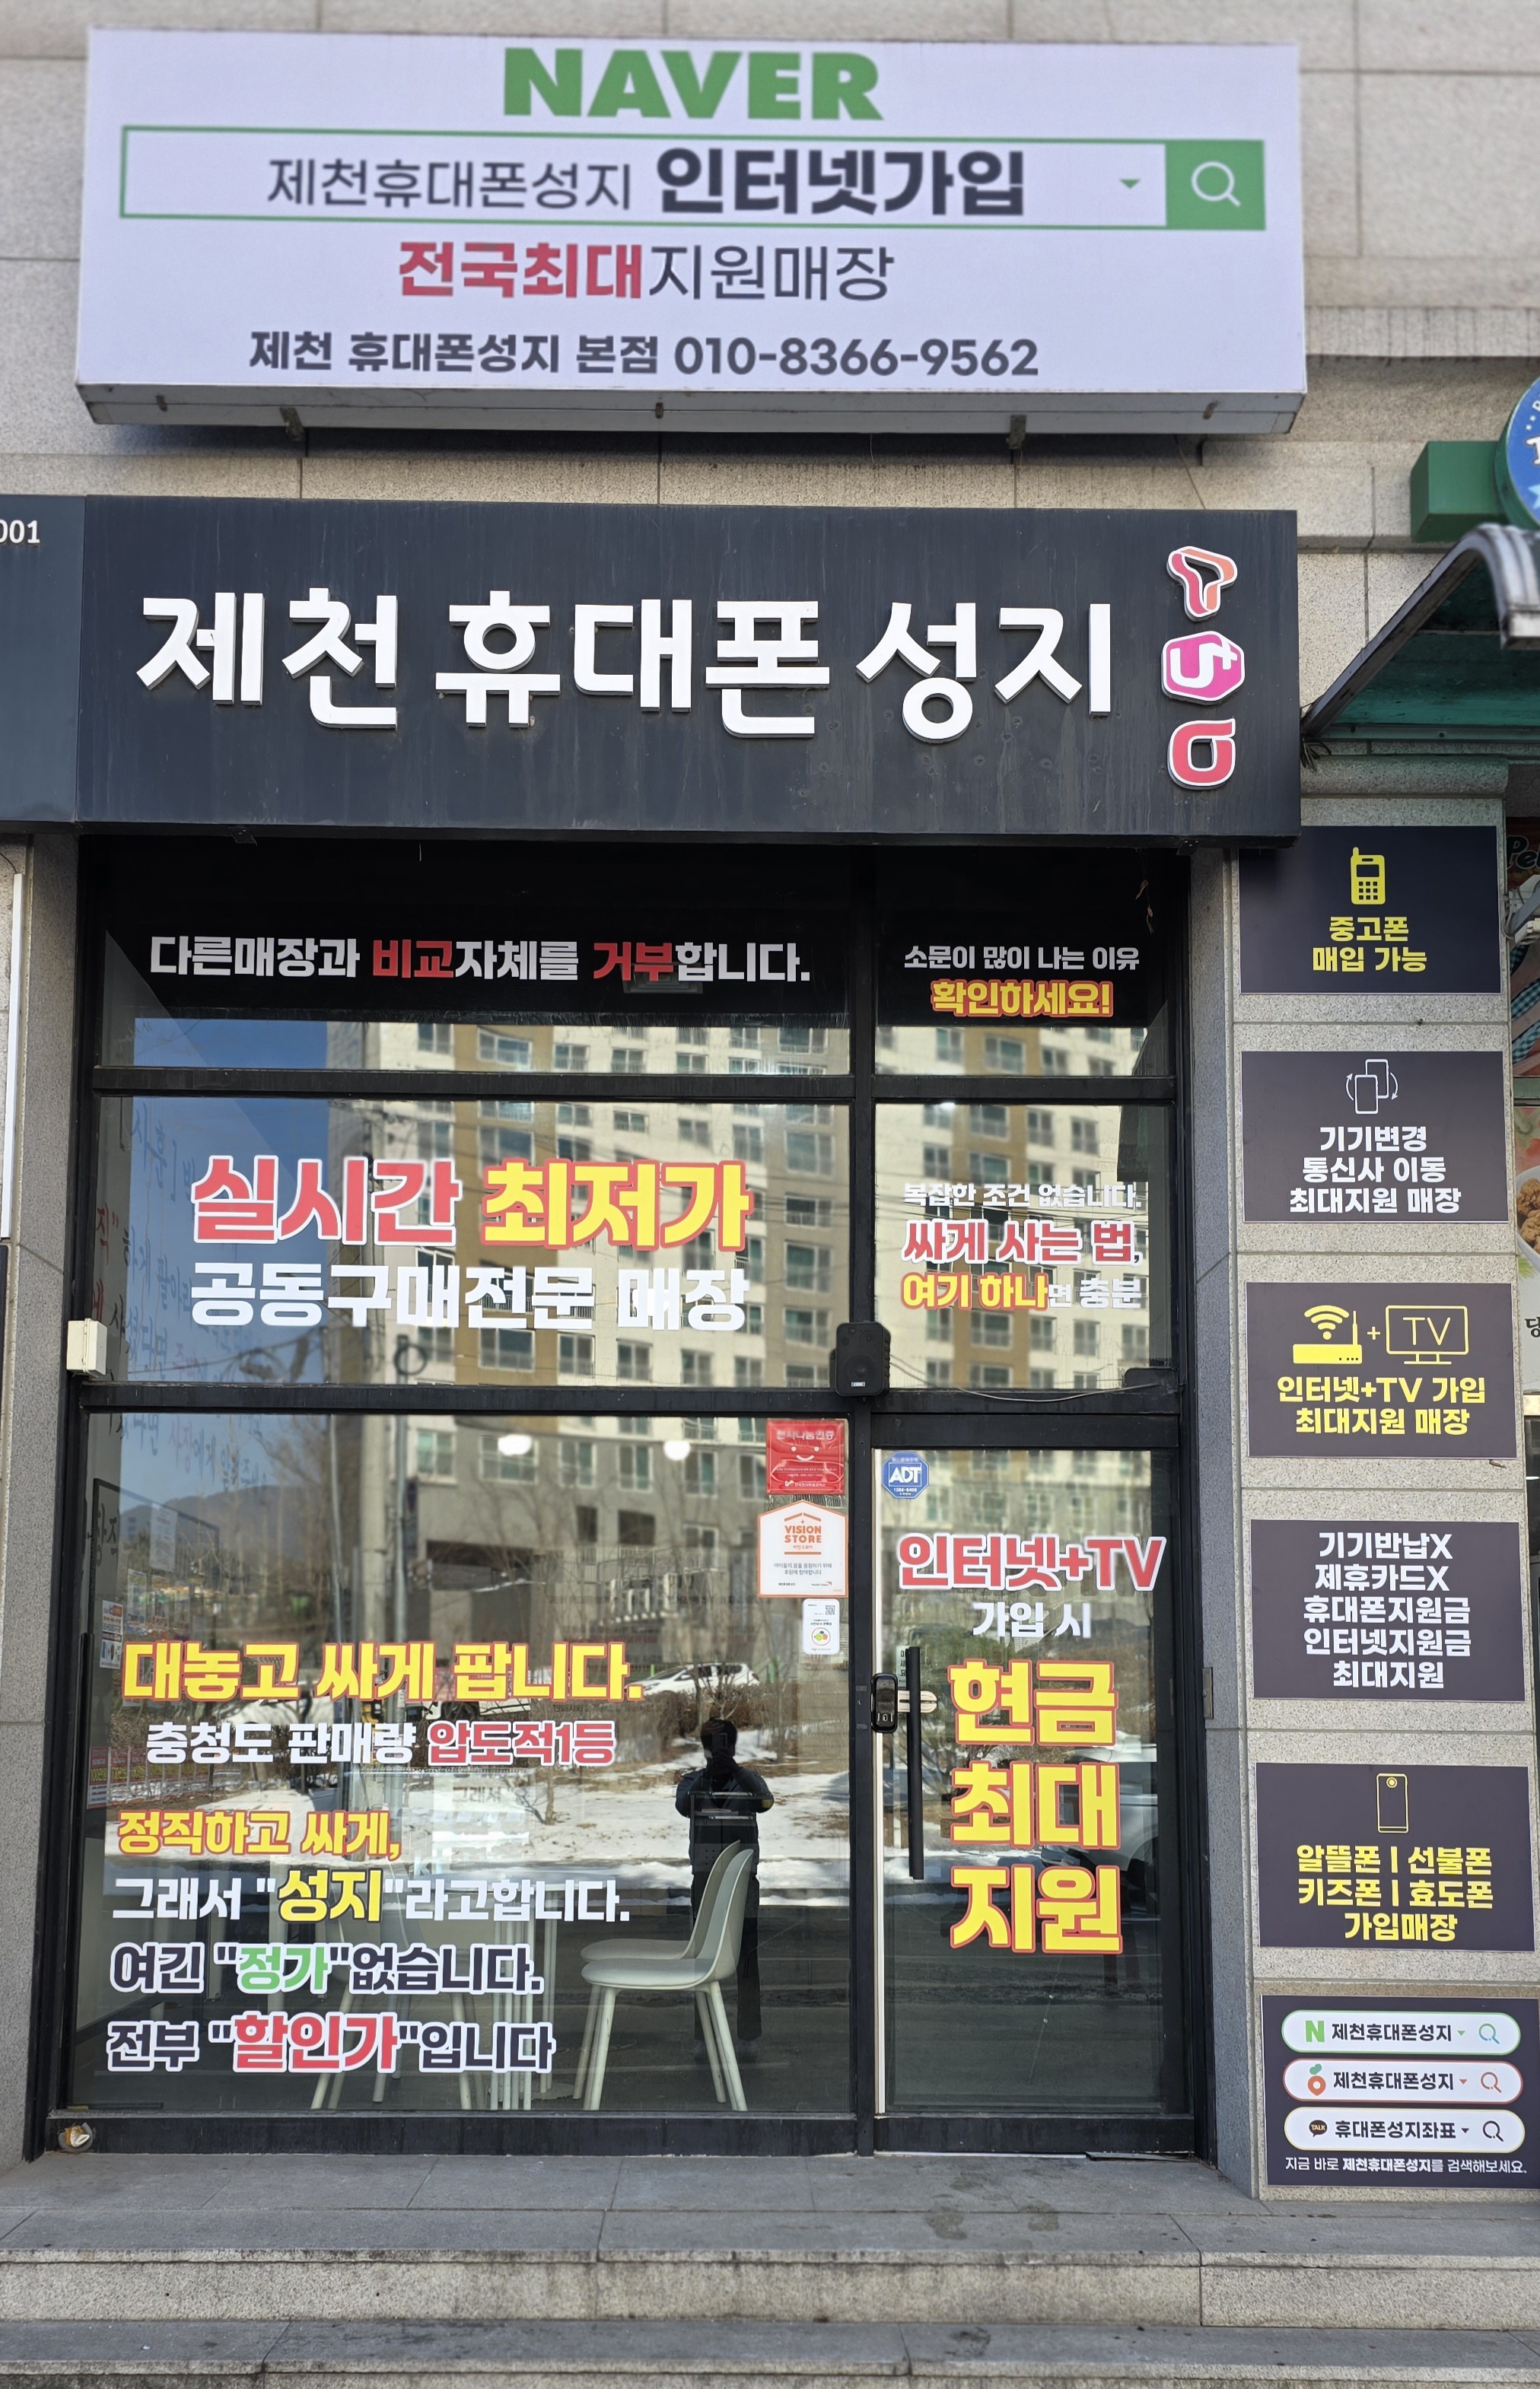 NAVER
제천휴대폰성지 인터넷가입
전국최대지원매장
제천 휴대폰성지 본점 010-8366-9562
001
제천 휴대폰 성지
다른매장과 비교자체를 거부합니다.
소문이 많이 나는 이유
확인하세요!
실시간 최저가
공동구매전문 매장
복잡한 조건 없습니다.
싸게 사는 법,
여기 하나면 충분
VISION
STORE
ADT
대놓고 싸게 팝니다.
충청도 판매량 압도적1등
정직하고 싸게,
그래서 "성지"라고합니다.
여긴 "정가"없습니다.
전부 "할인가"입니다
인터넷+TV
가입 시
현금
최대
지원
중고폰
매입 가능
기기변경
통신사 이동
최대지원 매장
+ TV
인터넷+TV 가입
최대지원 매장
기기반납X
제휴카드X
휴대폰지원금
인터넷지원금
최대지원
알뜰폰 | 선불폰
키즈폰 | 효도폰
가입매장
N 제천휴대폰성지
제천휴대폰성지
TALK 휴대폰성지좌표
지금 바로 제천휴대폰성지를 검색해보세요.